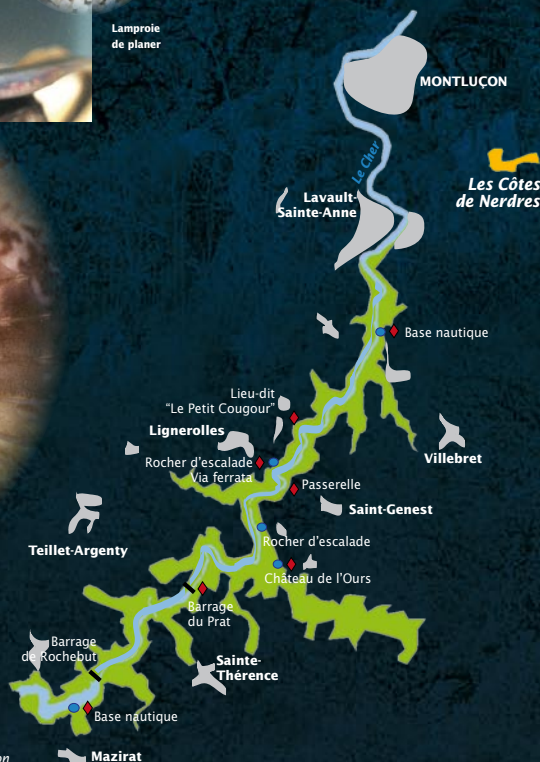 Lamproie
de planer
MONTLUÇON
Le Cher
Les Côtes
de Nerdres
Lavault-
Sainte-Anne
Base nautique
Lieu-dit
“Le Petit Cougour”
Lignerolles
Rocher d’escalade
Via ferrata
Villebret
Passerelle
Saint-Genest
Teillet-Argenty
Rocher d’escalade
Château de l’Ours
Barrage
du Prat
Barrage
de Rochebut
Sainte-
Thérence
Base nautique
Mazirat